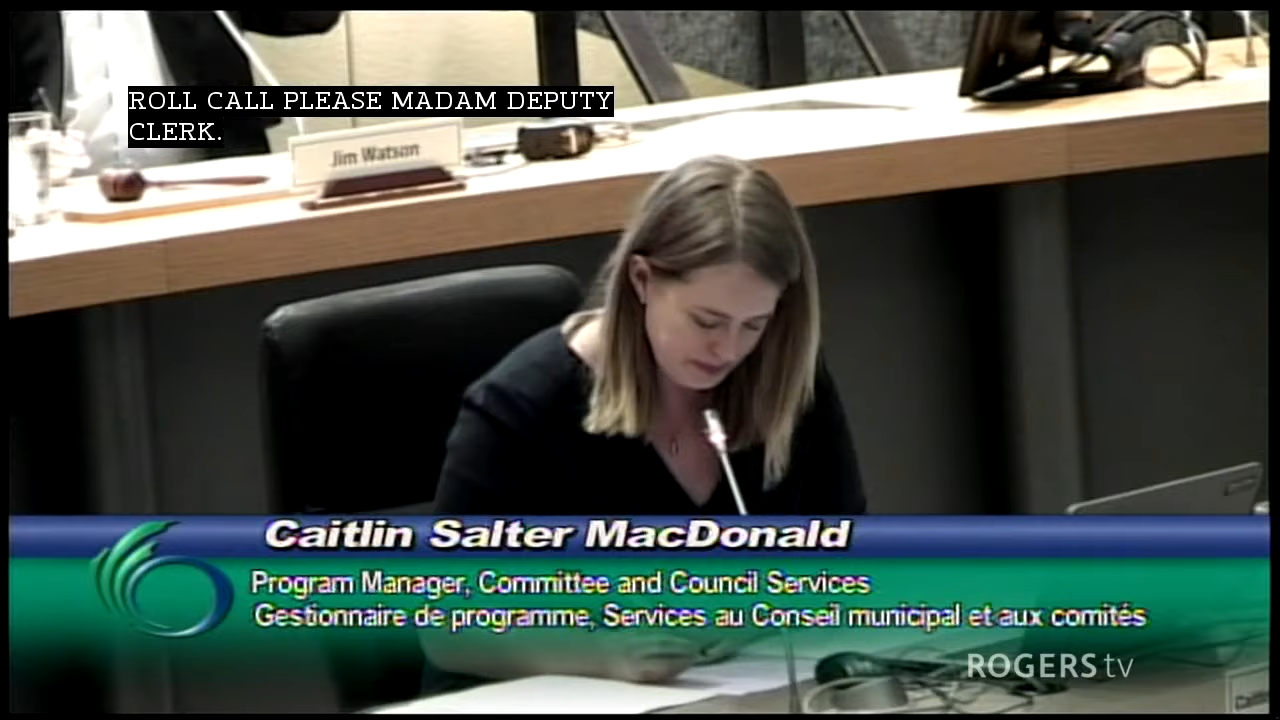 ROLL CALL PLEASE MADAM DEPUTY
CLERK.
Jim Watson
Caitlin Salter MacDonald
Program Manager, Committee and Council Services
Gestionnaire de programme, Services au Conseil municipal et aux comités
ROGERS tv